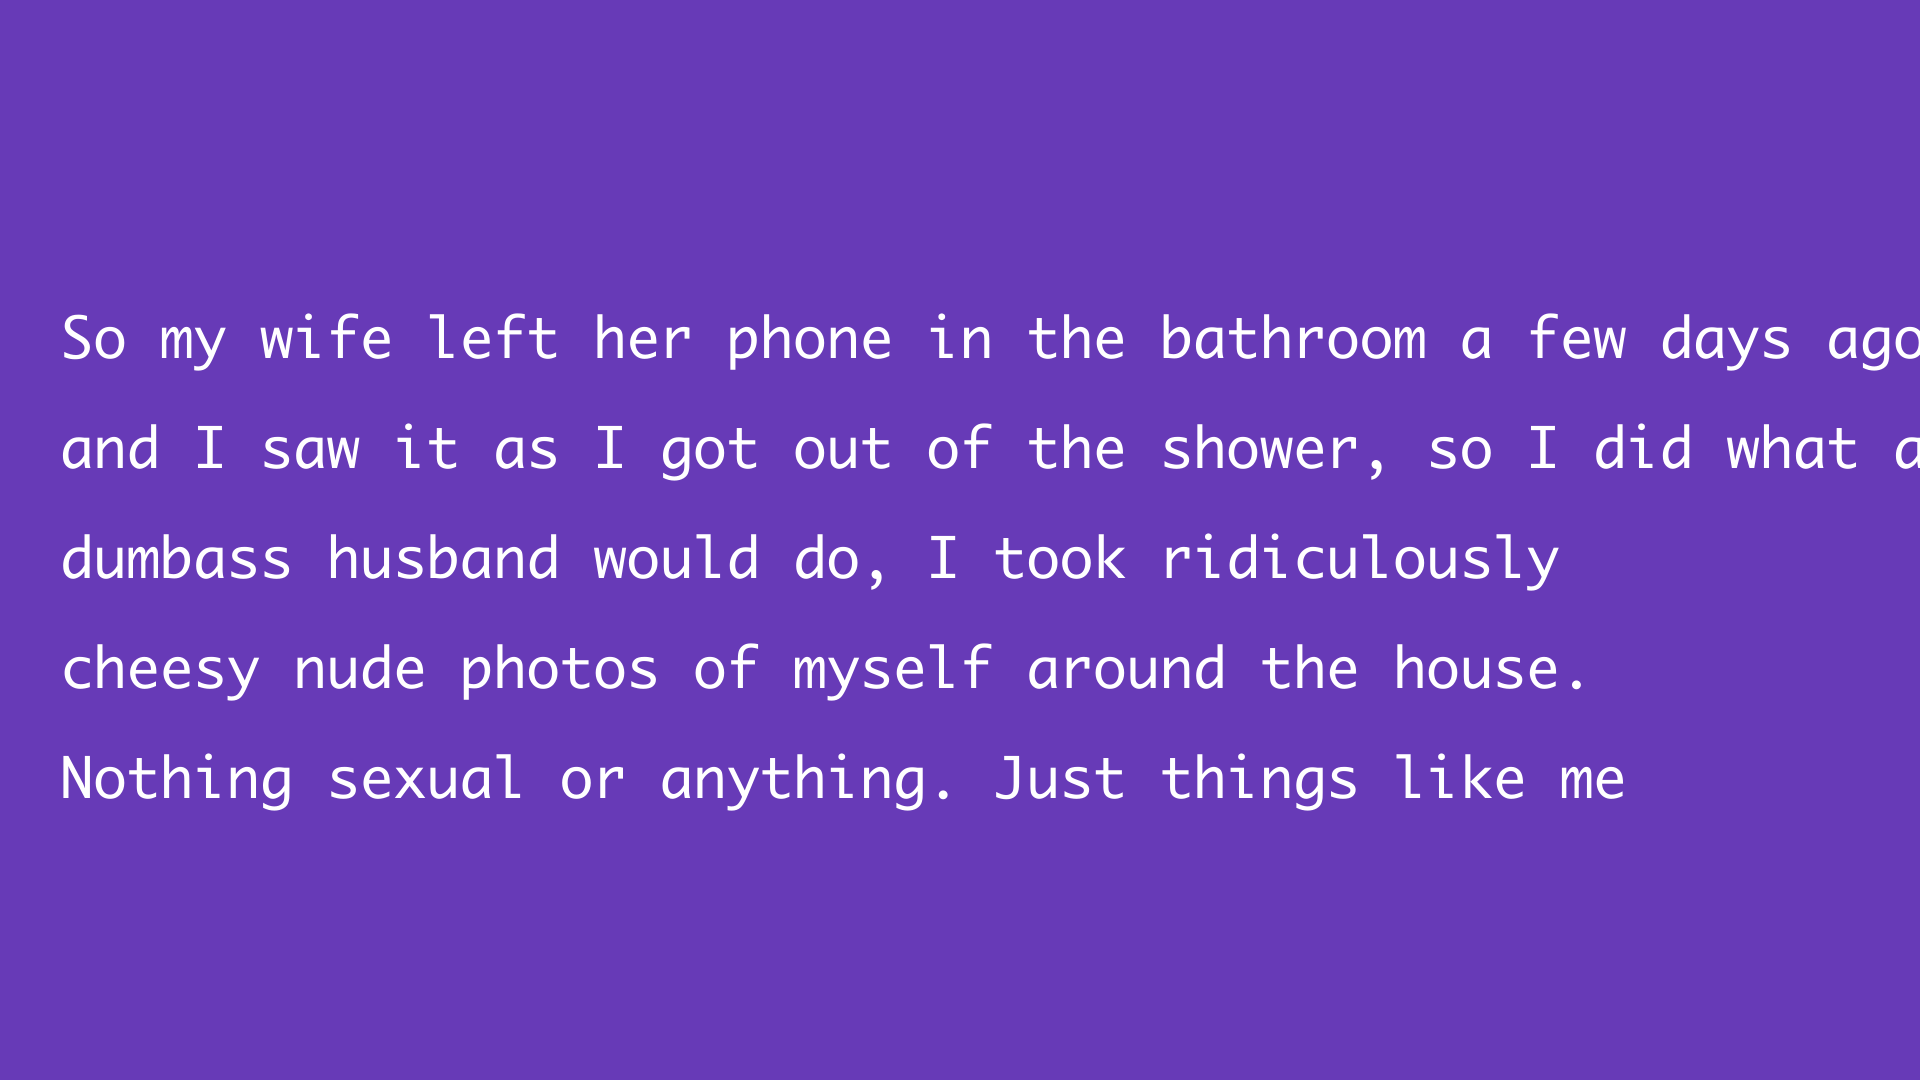 So my wife left her phone in the bathroom a few days ago
and I saw it as I got out of the shower, so I did what a
dumbass husband would do, I took ridiculously
cheesy nude photos of myself around the house.
Nothing sexual or anything. Just things like me